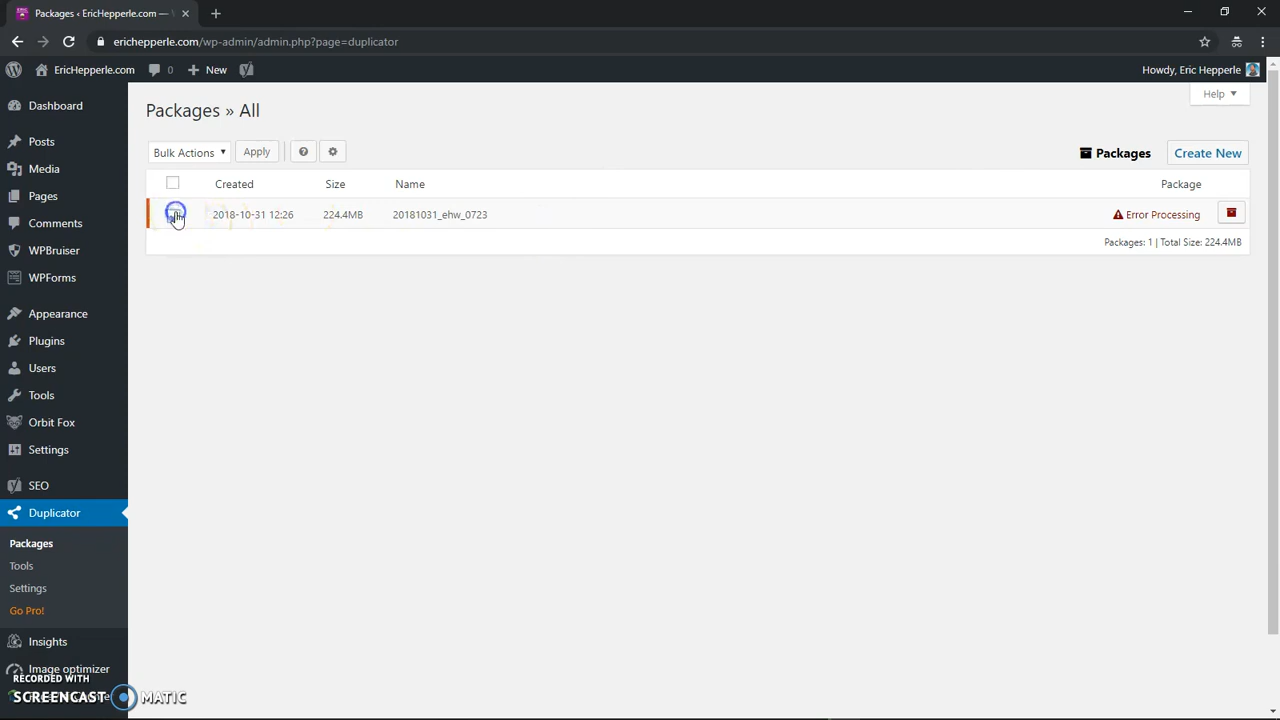 Packages ‹ EricHepperle.com —
erichepperle.com/wp-admin/admin.php?page=duplicator
EricHepperle.com 0 New
Howdy, Eric Hepperle
Help ▼
Dashboard
Posts
Media
Pages
Comments
WPBruiser
WPForms
Appearance
Plugins
Users
Tools
Orbit Fox
Settings
SEO
Duplicator
Packages
Tools
Settings
Go Pro!
Insights
Image optimizer
Packages » All
Bulk Actions Apply
Packages Create New
Created Size Name Package
2018-10-31 12:26 224.4MB 20181031_ehw_0723 Error Processing
Packages: 1 | Total Size: 224.4MB
RECORDED WITH
SCREENCAST MATIC